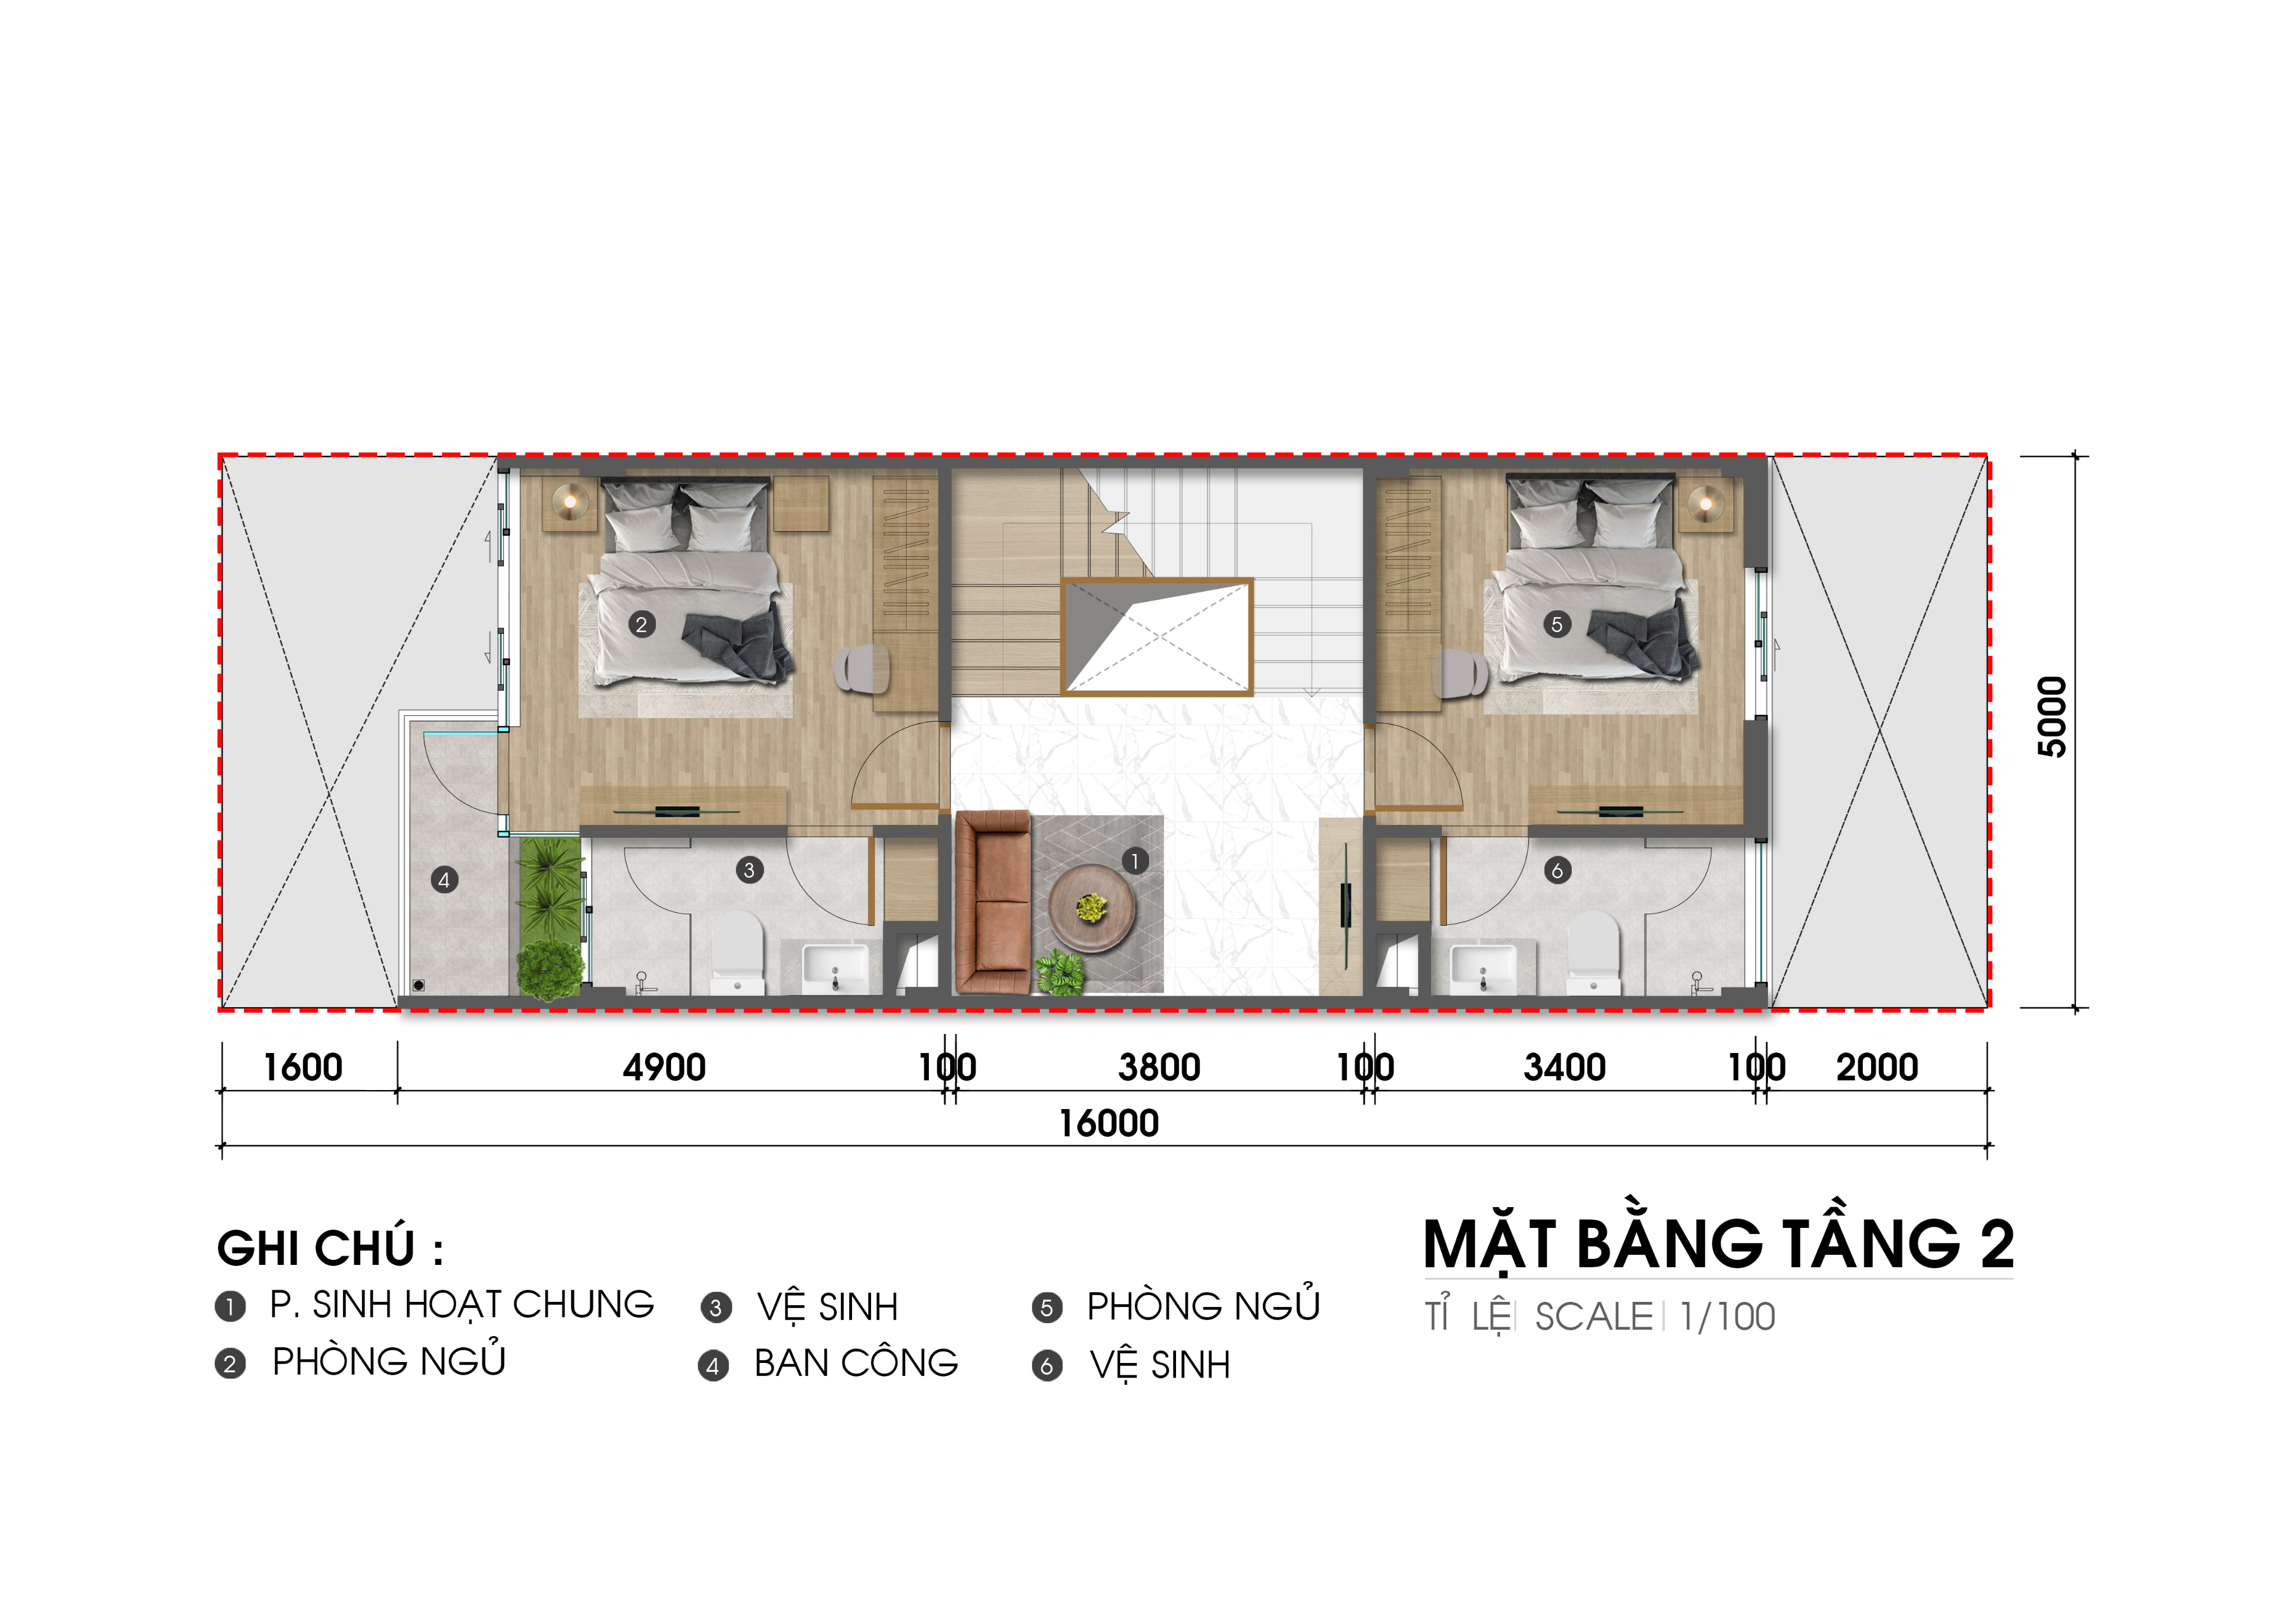 2
5
1
3
4
6
5000
1600 4900 100 3800 100 3400 100 2000
16000
GHI CHÚ :
1 P. SINH HOẠT CHUNG
2 PHÒNG NGỦ
3 VỆ SINH
4 BAN CÔNG
5 PHÒNG NGỦ
6 VỆ SINH
MẶT BẰNG TẦNG 2
TỈ LỆ| SCALE| 1/100